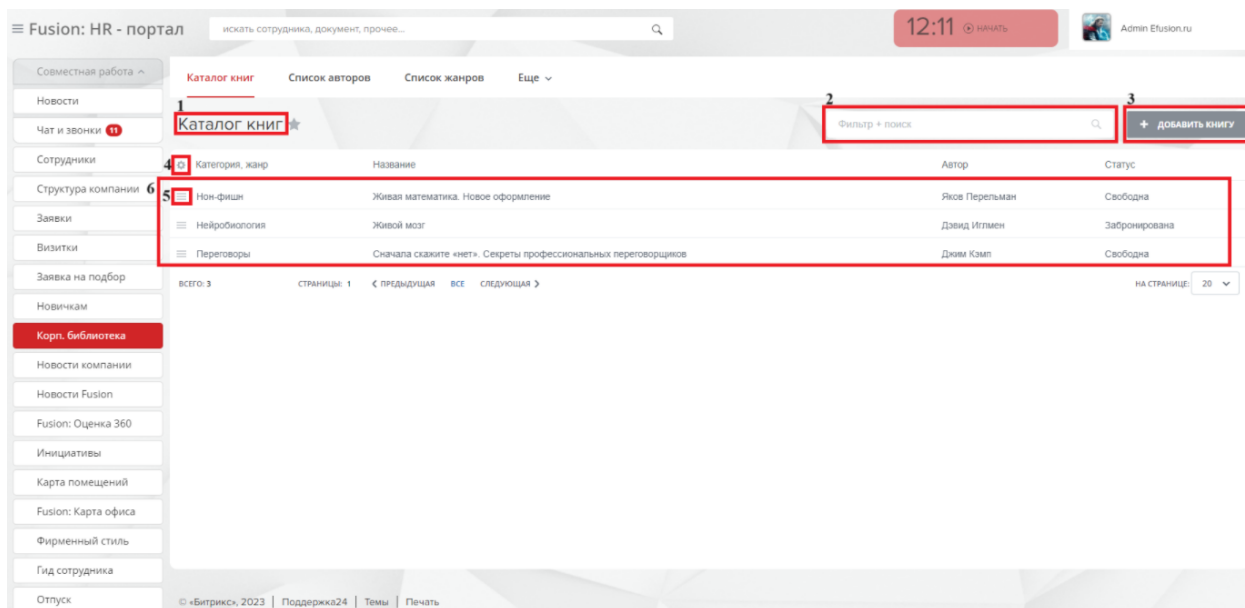 Fusion: HR - портал
искать сотрудника, документ, прочее...
12:11 НАЧАТЬ
Admin Efusion.ru
Совместная работа
Новости
Чат и звонки 11
Сотрудники
Структура компании
Заявки
Визитки
Заявка на подбор
Новичкам
Корп. библиотека
Новости компании
Новости Fusion
Fusion: Оценка 360
Инициативы
Карта помещений
Fusion: Карта офиса
Фирменный стиль
Гид сотрудника
Отпуск
Каталог книг Список авторов Список жанров Еще
1 2 3
Каталог книг Фильтр + поиск + ДОБАВИТЬ КНИГУ
4 Категория, жанр Название Автор Статус
6 5 Нон-фишн Живая математика. Новое оформление Яков Перельман Свободна
Нейробиология Живой мозг Дэвид Иглмен Забронирована
Переговоры Сначала скажите «нет». Секреты профессиональных переговорщиков Джим Кэмп Свободна
ВСЕГО: 3 СТРАНИЦЫ: 1 ПРЕДЫДУЩАЯ ВСЕ СЛЕДУЮЩАЯ НА СТРАНИЦЕ: 20
© «Битрикс», 2023 | Поддержка24 | Темы | Печать